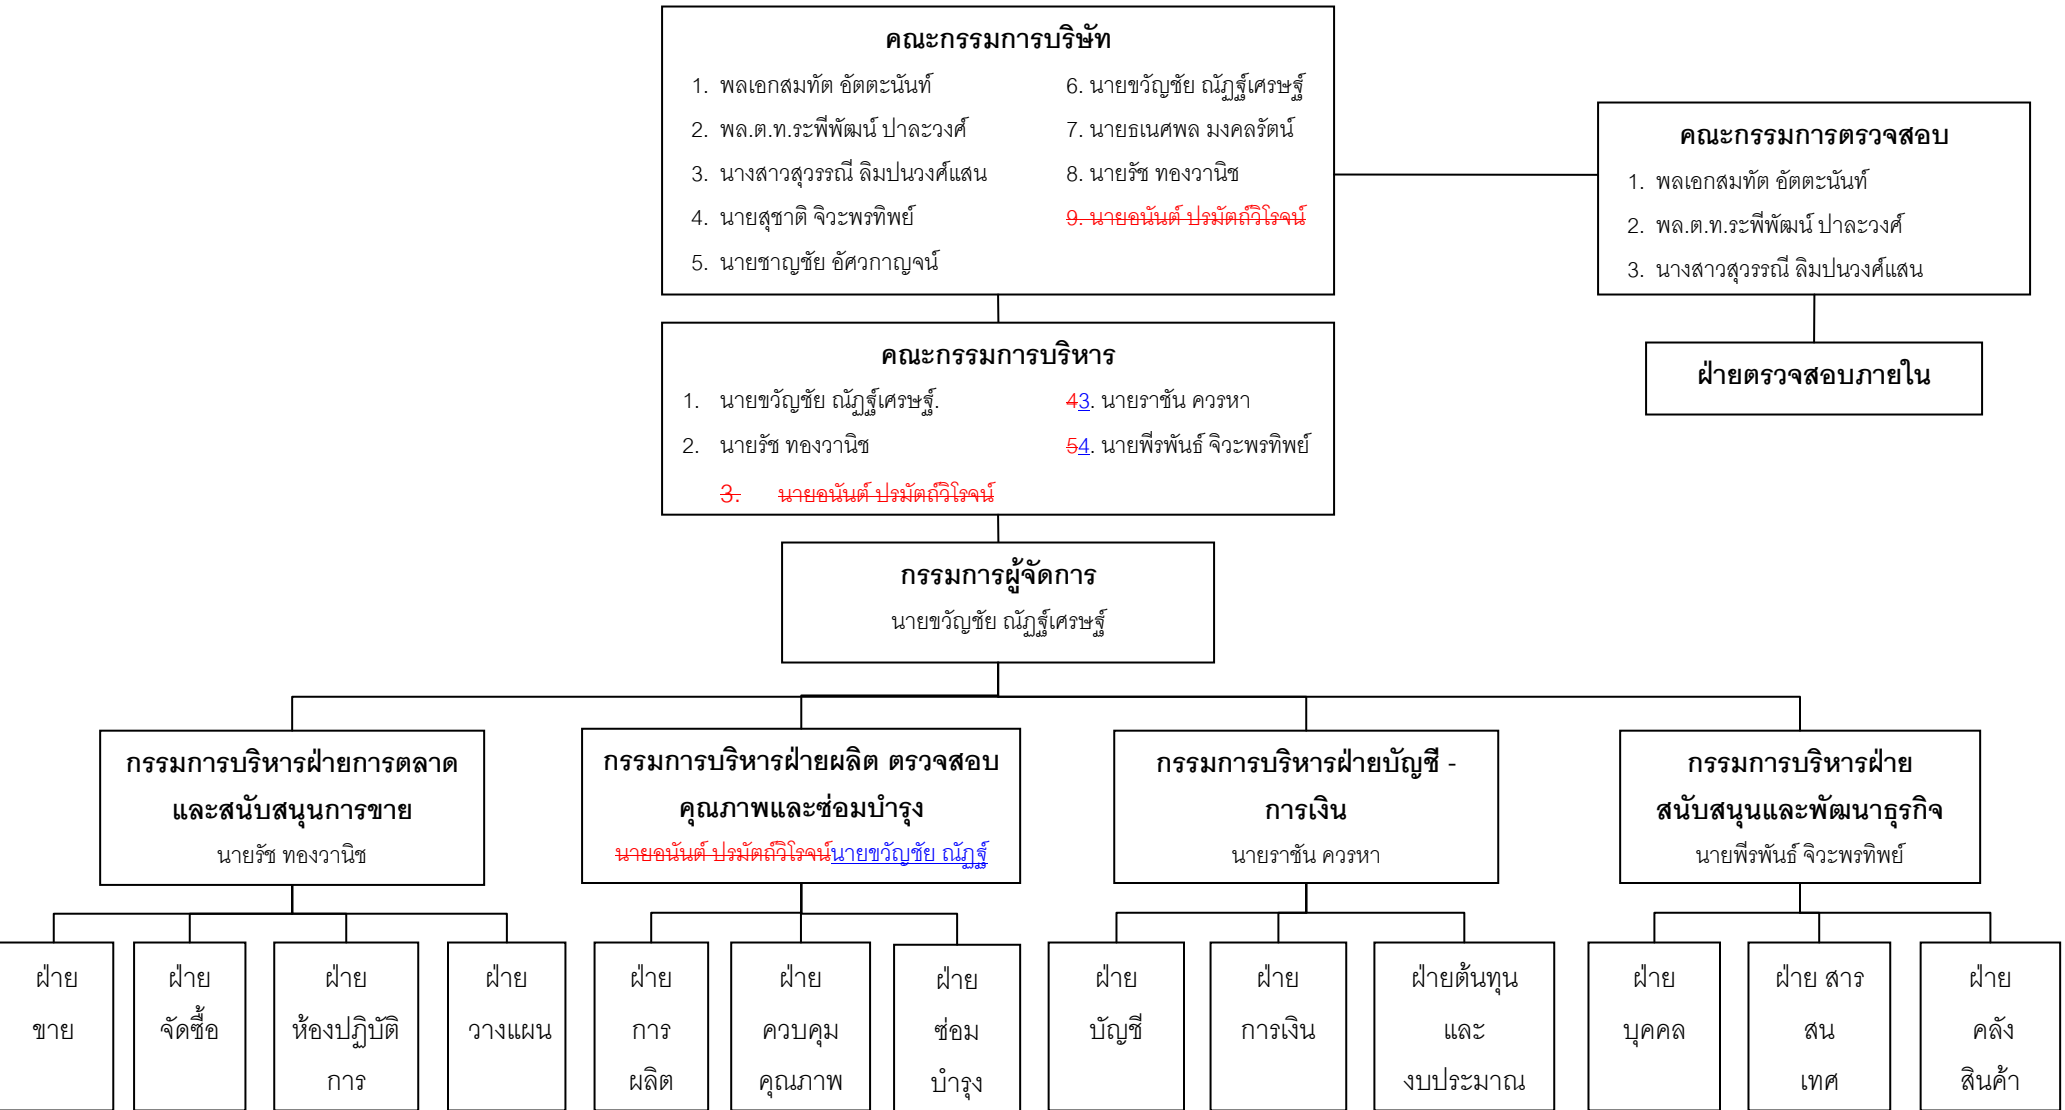 คณะกรรมการบริษัท
1. พลเอกสมทัต อัตตะนันท์
2. พล.ต.ท.ระพีพัฒน์ ปาละวงศ์
3. นางสาวสุวรรณี ลิมปนวงศ์แสน
4. นายสุชาติ จิวะพรทิพย์
5. นายชาญชัย อัศวกาญจน์
6. นายขวัญชัย ณัฏฐ์เศรษฐ์
7. นายธเนศพล มงคลรัตน์
8. นายรัช ทองวานิช
9. นายอนันต์ ปรมัตถ์วิโรจน์
คณะกรรมการตรวจสอบ
1. พลเอกสมทัต อัตตะนันท์
2. พล.ต.ท.ระพีพัฒน์ ปาละวงศ์
3. นางสาวสุวรรณี ลิมปนวงศ์แสน
ฝ่ายตรวจสอบภายใน
คณะกรรมการบริหาร
1. นายขวัญชัย ณัฏฐ์เศรษฐ์.
2. นายรัช ทองวานิช
3. นายอนันต์ ปรมัตถ์วิโรจน์
43. นายราชัน ควรหา
54. นายพีรพันธ์ จิวะพรทิพย์
กรรมการผู้จัดการ
นายขวัญชัย ณัฏฐ์เศรษฐ์
กรรมการบริหารฝ่ายการตลาด
และสนับสนุนการขาย
นายรัช ทองวานิช
กรรมการบริหารฝ่ายผลิต ตรวจสอบ
คุณภาพและซ่อมบำรุง
นายอนันต์ ปรมัตถ์วิโรจน์นายขวัญชัย ณัฏฐ์
กรรมการบริหารฝ่ายบัญชี -
การเงิน
นายราชัน ควรหา
กรรมการบริหารฝ่าย
สนับสนุนและพัฒนาธุรกิจ
นายพีรพันธ์ จิวะพรทิพย์
ฝ่าย
ขาย
ฝ่าย
จัดซื้อ
ฝ่าย
ห้องปฏิบัติ
การ
ฝ่าย
วางแผน
ฝ่าย
การ
ผลิต
ฝ่าย
ควบคุม
คุณภาพ
ฝ่าย
ซ่อม
บำรุง
ฝ่าย
บัญชี
ฝ่าย
การเงิน
ฝ่ายต้นทุน
และ
งบประมาณ
ฝ่าย
บุคคล
ฝ่าย สาร
สน
เทศ
ฝ่าย
คลัง
สินค้า